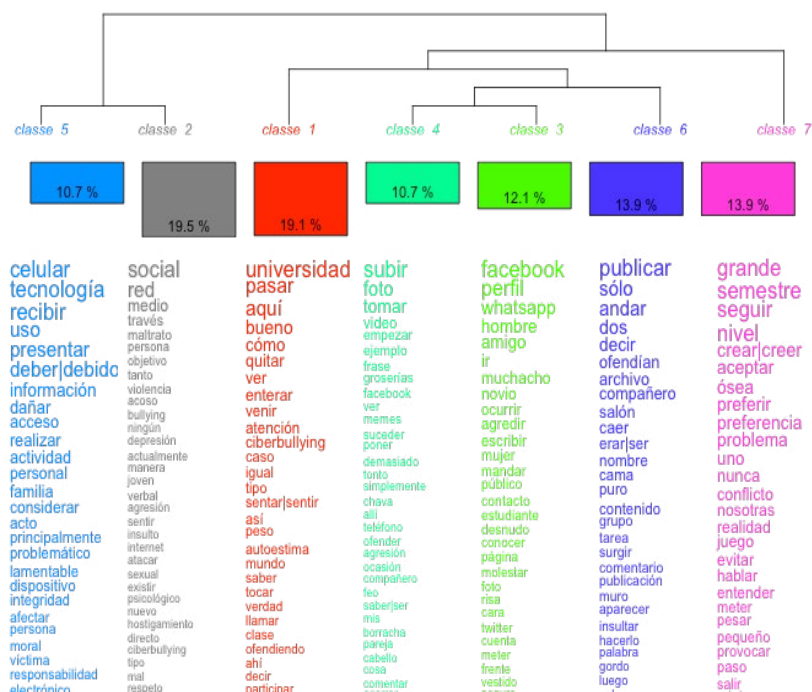 classe 5 classe 2 classe 1 classe 4 classe 3 classe 6 classe 7
10.7 % 19.5 % 19.1 % 10.7 % 12.1 % 13.9 % 13.9 %
celular
tecnología
recibir
uso
presentar
deber|debido
información
dañar
acceso
realizar
actividad
personal
familia
considerar
acto
principalmente
problemático
lamentable
dispositivo
integridad
afectar
persona
moral
víctima
responsabilidad
electrónico
social
red
medio
través
maltrato
persona
objetivo
tanto
violencia
acoso
bullying
ningún
depresión
actualmente
manera
joven
verbal
agresión
sentir
insulto
internet
atacar
sexual
existir
psicológico
nuevo
hostigamiento
directo
ciberbullying
tipo
mal
respeto
universidad
pasar
aquí
bueno
cómo
quitar
ver
enterar
venir
atención
ciberbullying
caso
igual
tipo
sentar|sentir
así
peso
autoestima
mundo
saber
tocar
verdad
llamar
clase
ofendiendo
ahí
decir
participar
subir
foto
tomar
video
empezar
ejemplo
frase
groserías
facebook
ver
memes
suceder
poner
demasiado
tonto
simplemente
chava
allí
teléfono
ofender
agresión
ocasión
compañero
feo
saber|ser
mis
borracha
pareja
cabello
cosa
comentar
facebook
perfil
whatsapp
hombre
amigo
ir
muchacho
novio
ocurrir
agredir
escribir
mujer
mandar
público
contacto
estudiante
desnudo
conocer
página
molestar
foto
risa
cara
twitter
cuenta
meter
frente
vestido
publicar
sólo
andar
dos
decir
ofendían
archivo
compañero
salón
caer
erar|ser
nombre
cama
puro
contenido
grupo
tarea
surgir
comentario
publicación
muro
aparecer
insultar
hacerlo
palabra
gordo
luego
grande
semestre
seguir
nivel
crear|creer
aceptar
ósea
preferir
preferencia
problema
uno
nunca
conflicto
nosotras
realidad
juego
evitar
hablar
entender
meter
pesar
pequeño
provocar
paso
salir